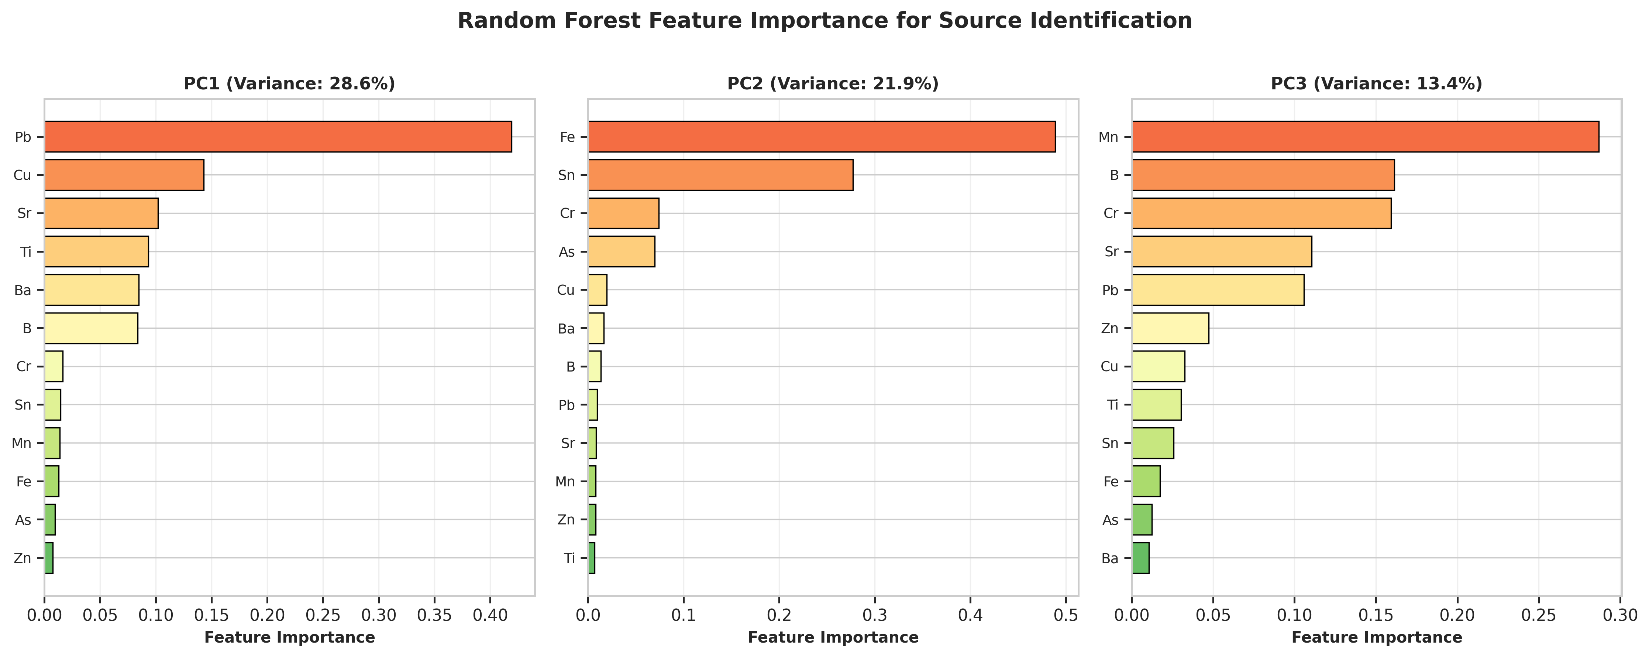 Random Forest Feature Importance for Source Identification
PC1 (Variance: 28.6%)
Pb
Cu
Sr
Ti
Ba
B
Cr
Sn
Mn
Fe
As
Zn
0.00 0.05 0.10 0.15 0.20 0.25 0.30 0.35 0.40
Feature Importance
PC2 (Variance: 21.9%)
Fe
Sn
Cr
As
Cu
Ba
B
Pb
Sr
Mn
Zn
Ti
0.0 0.1 0.2 0.3 0.4 0.5
Feature Importance
PC3 (Variance: 13.4%)
Mn
B
Cr
Sr
Pb
Zn
Cu
Ti
Sn
Fe
As
Ba
0.00 0.05 0.10 0.15 0.20 0.25 0.30
Feature Importance